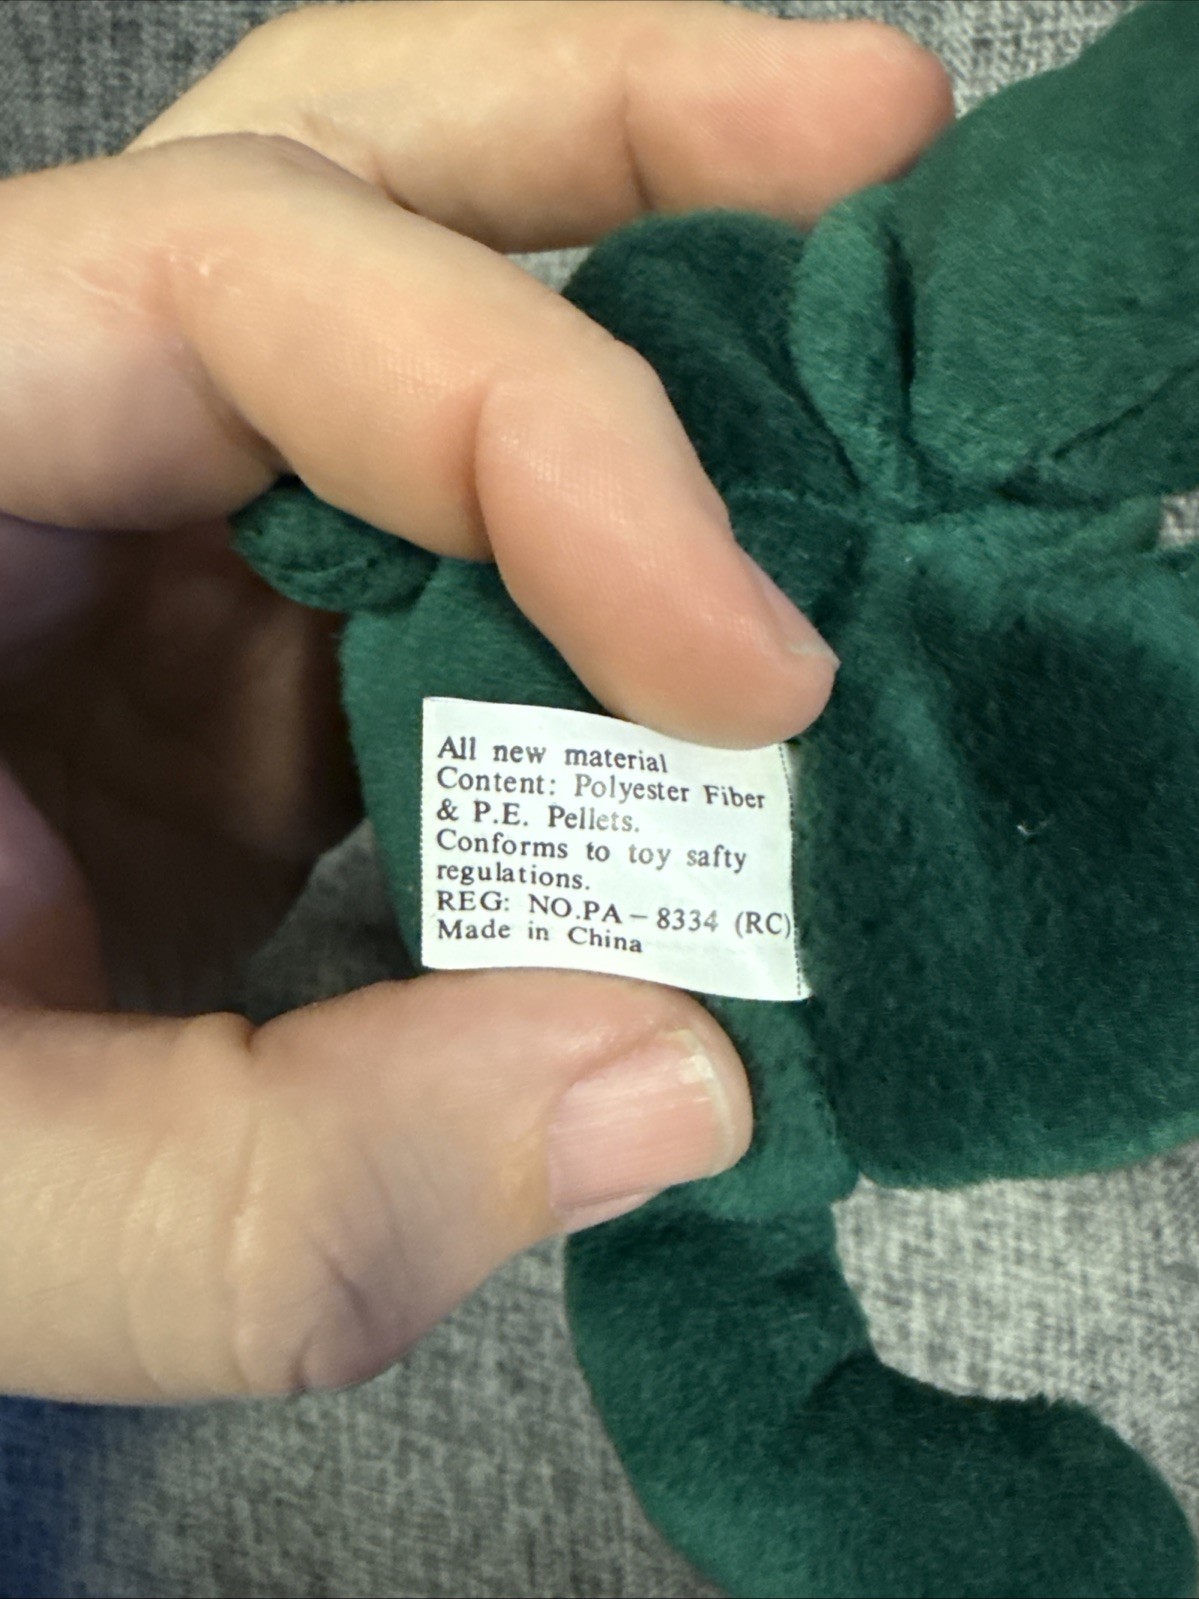 All new material
Content: Polyester Fiber
& P.E. Pellets.
Conforms to toy safty
regulations.
REG: NO.PA – 8334 (RC)
Made in China